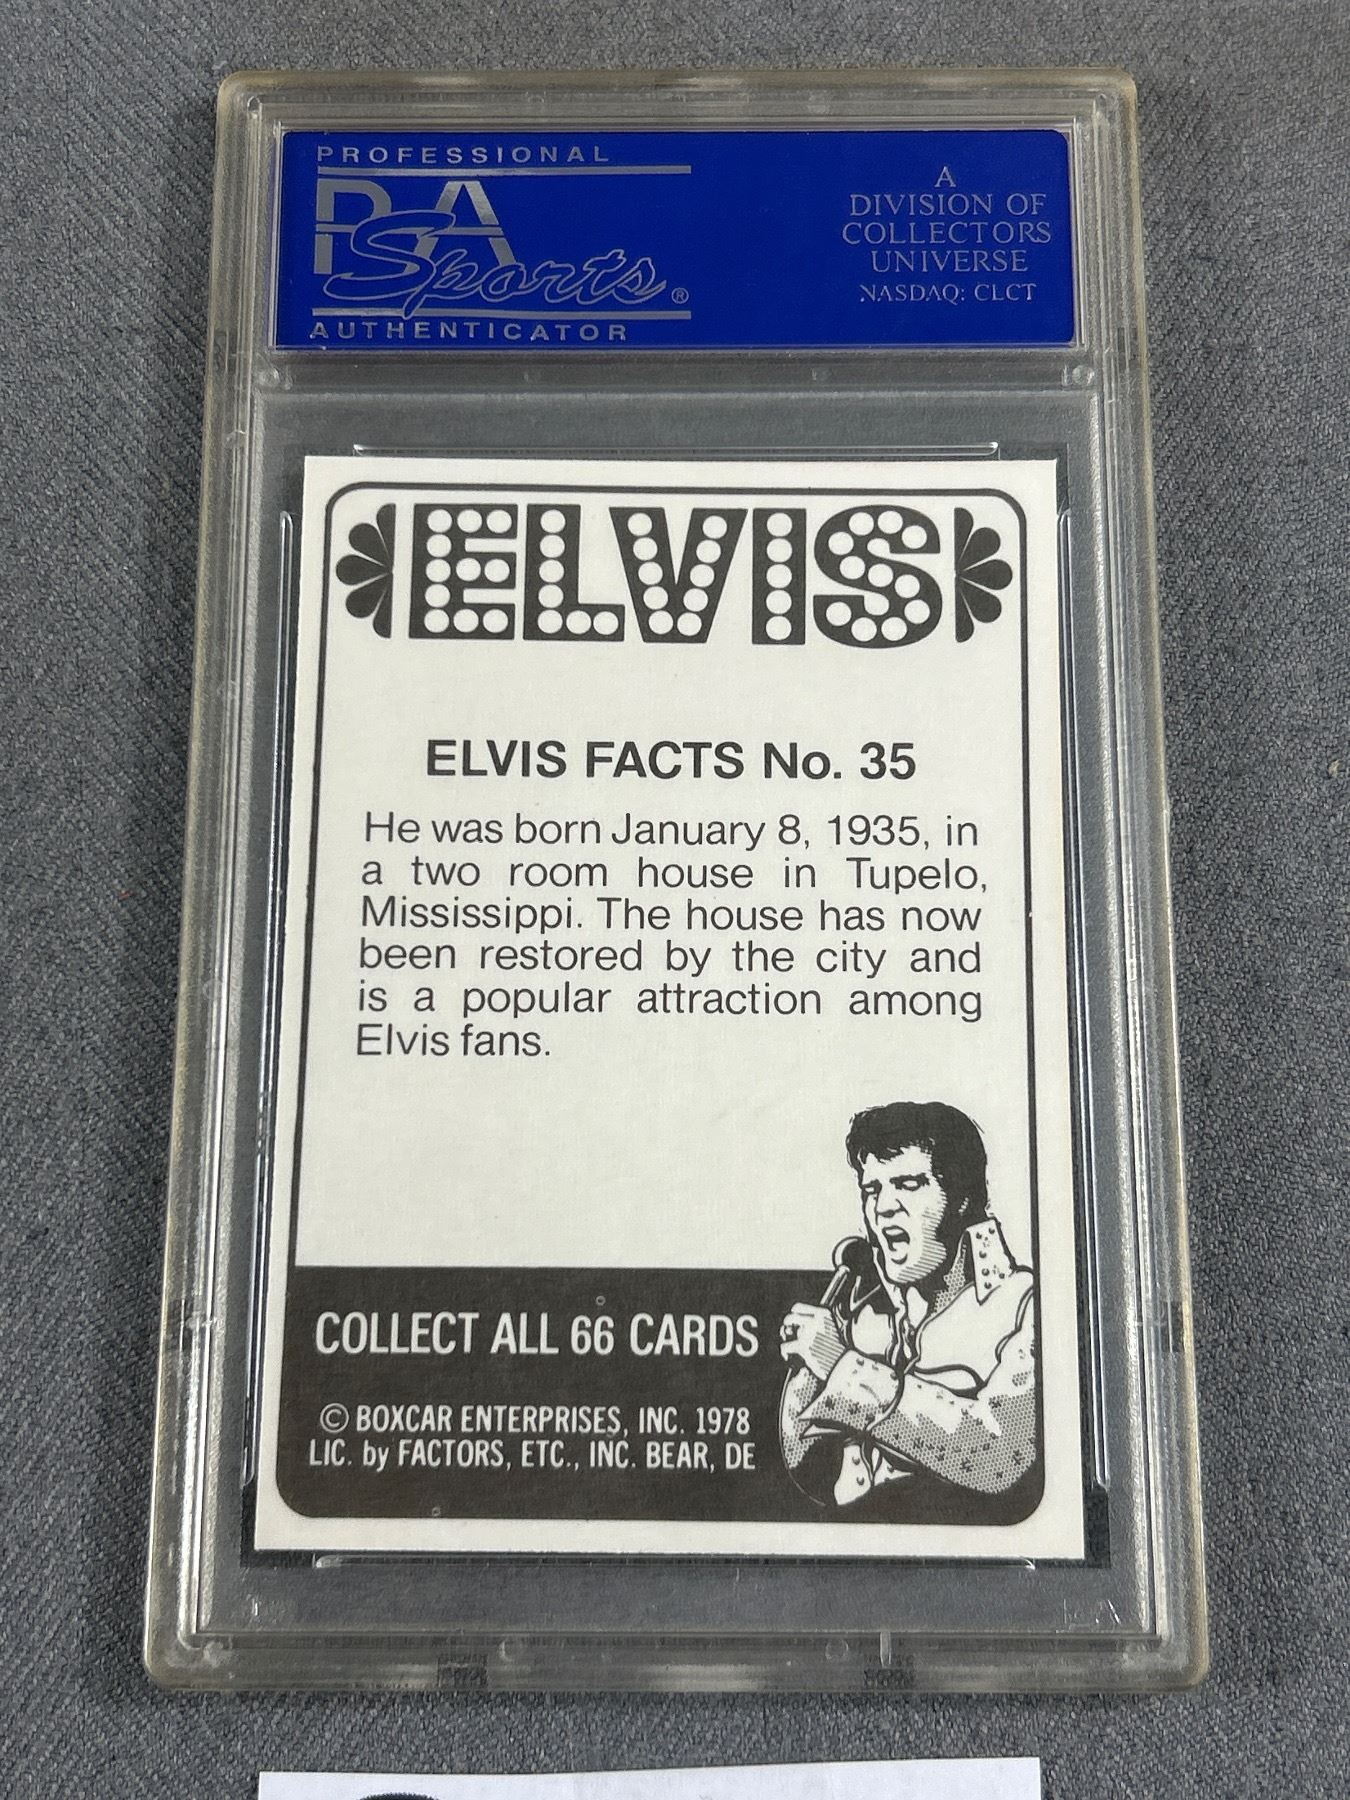 PROFESSIONAL
PSA
Sports®
AUTHENTICATOR
A
DIVISION OF
COLLECTORS
UNIVERSE
NASDAQ: CLCT
ELVIS
ELVIS FACTS No. 35
He was born January 8, 1935, in
a two room house in Tupelo,
Mississippi. The house has now
been restored by the city and
is a popular attraction among
Elvis fans.
COLLECT ALL 66 CARDS
© BOXCAR ENTERPRISES, INC. 1978
LIC. by FACTORS, ETC., INC. BEAR, DE